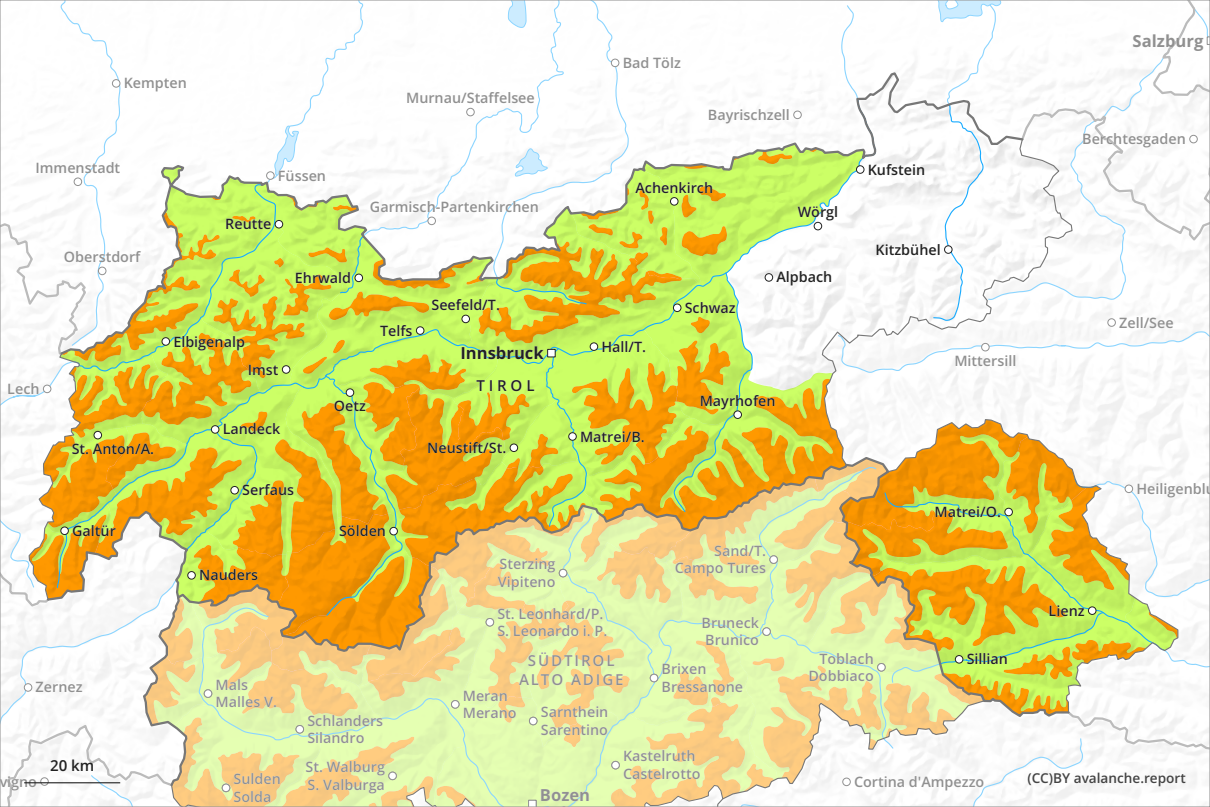 Salzburg
Bad Tölz
Kempten
Murnau/Staffelsee
Bayrischzell
Berchtesgaden
Immenstadt
Füssen
Kufstein
Achenkirch
Garmisch-Partenkirchen
Wörgl
Reutte
Oberstdorf
Kitzbühel
Ehrwald
Alpbach
Seefeld/T.
Schwaz
Telfs
Zell/See
Elbigenalp
Innsbruck
Hall/T.
Mittersill
Imst
TIROL
Lech
Oetz
Mayrhofen
Landeck
Matrei/B.
St. Anton/A.
Neustift/St.
Serfaus
Heiligenblu
Matrei/O.
Galtür
Sölden
Sand/T.
Campo Tures
Sterzing
Vipiteno
Nauders
Lienz
St. Leonhard/P.
S. Leonardo i. P.
Bruneck
Brunico
SÜDTIROL
ALTO ADIGE
Sillian
Toblach
Dobbiaco
Brixen
Bressanone
Zernez
Mals
Malles V.
Meran
Merano
Sarnthein
Sarentino
Schlanders
Silandro
Kastelruth
Castelrotto
20 km
St. Walburg
S. Valburga
Sulden
Solda
vigno
Cortina d'Ampezzo
(CC)BY avalanche.report
Bozen